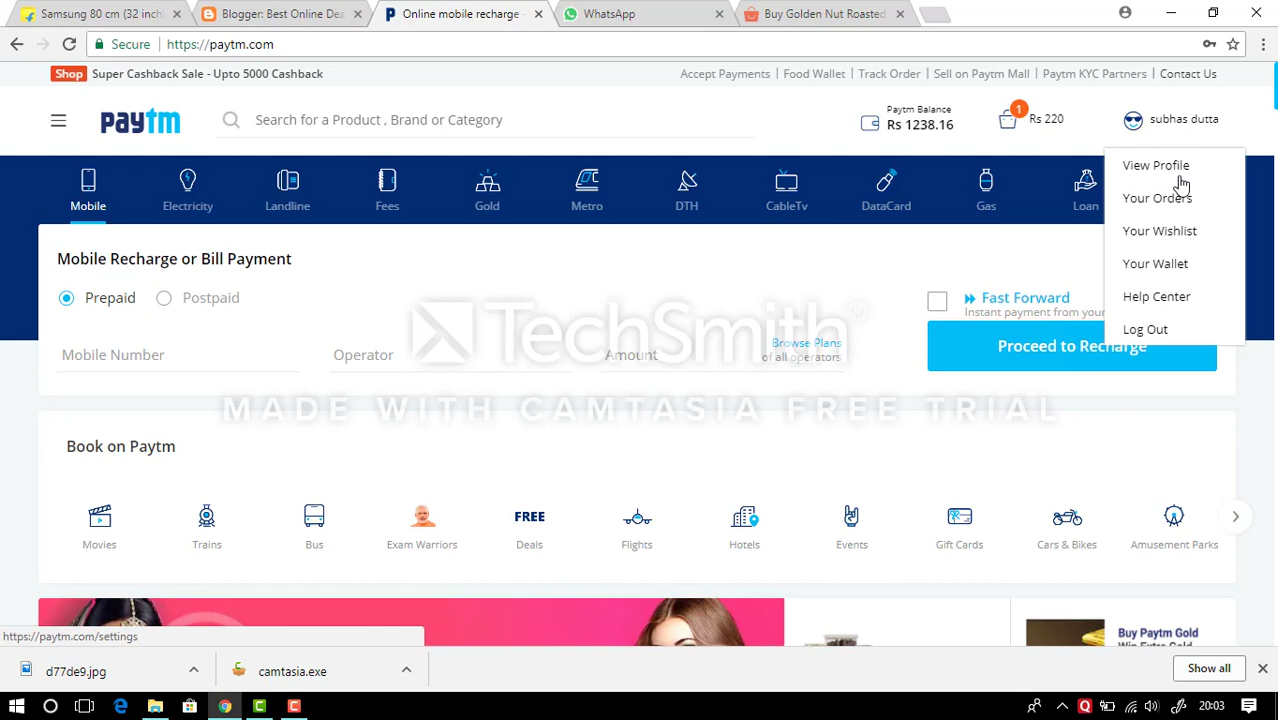 Samsung 80 cm (32 inch
Blogger: Best Online Dea
Online mobile recharge -
WhatsApp
Buy Golden Nut Roasted
Secure
https://paytm.com
Shop Super Cashback Sale - Upto 5000 Cashback
Accept Payments
Food Wallet
Track Order
Sell on Paytm Mall
Paytm KYC Partners
Contact Us
paytm
Search for a Product , Brand or Category
Paytm Balance
Rs 1238.16
1
Rs 220
subhas dutta
View Profile
Your Orders
Your Wishlist
Your Wallet
Help Center
Log Out
Mobile
Electricity
Landline
Fees
Gold
Metro
DTH
CableTv
DataCard
Gas
Loan
Mobile Recharge or Bill Payment
Prepaid
Postpaid
Fast Forward
Instant payment from your
Mobile Number
Operator
Amount
Browse Plans
of all operators
Proceed to Recharge
TechSmith®
MADE WITH CAMTASIA FREE TRIAL
Book on Paytm
FREE
Movies
Trains
Bus
Exam Warriors
Deals
Flights
Hotels
Events
Gift Cards
Cars & Bikes
Amusement Parks
Buy Paytm Gold
Win Extra Gold
https://paytm.com/settings
d77de9.jpg
camtasia.exe
Show all
20:03